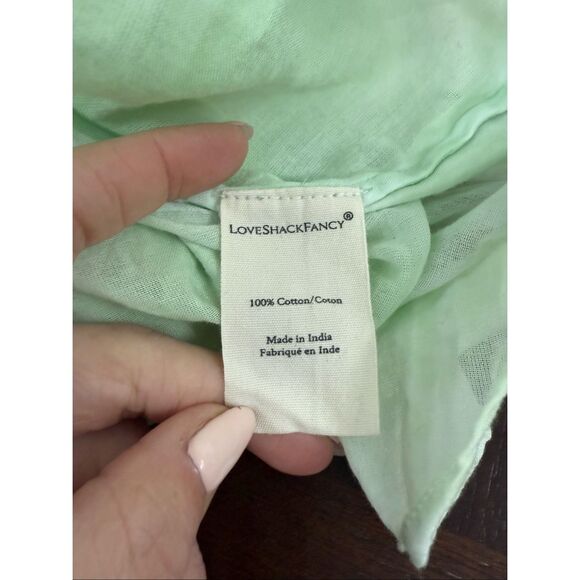 LOVESHACKFANCY®
100% Cotton/Coton
Made in India
Fabriqué en Inde